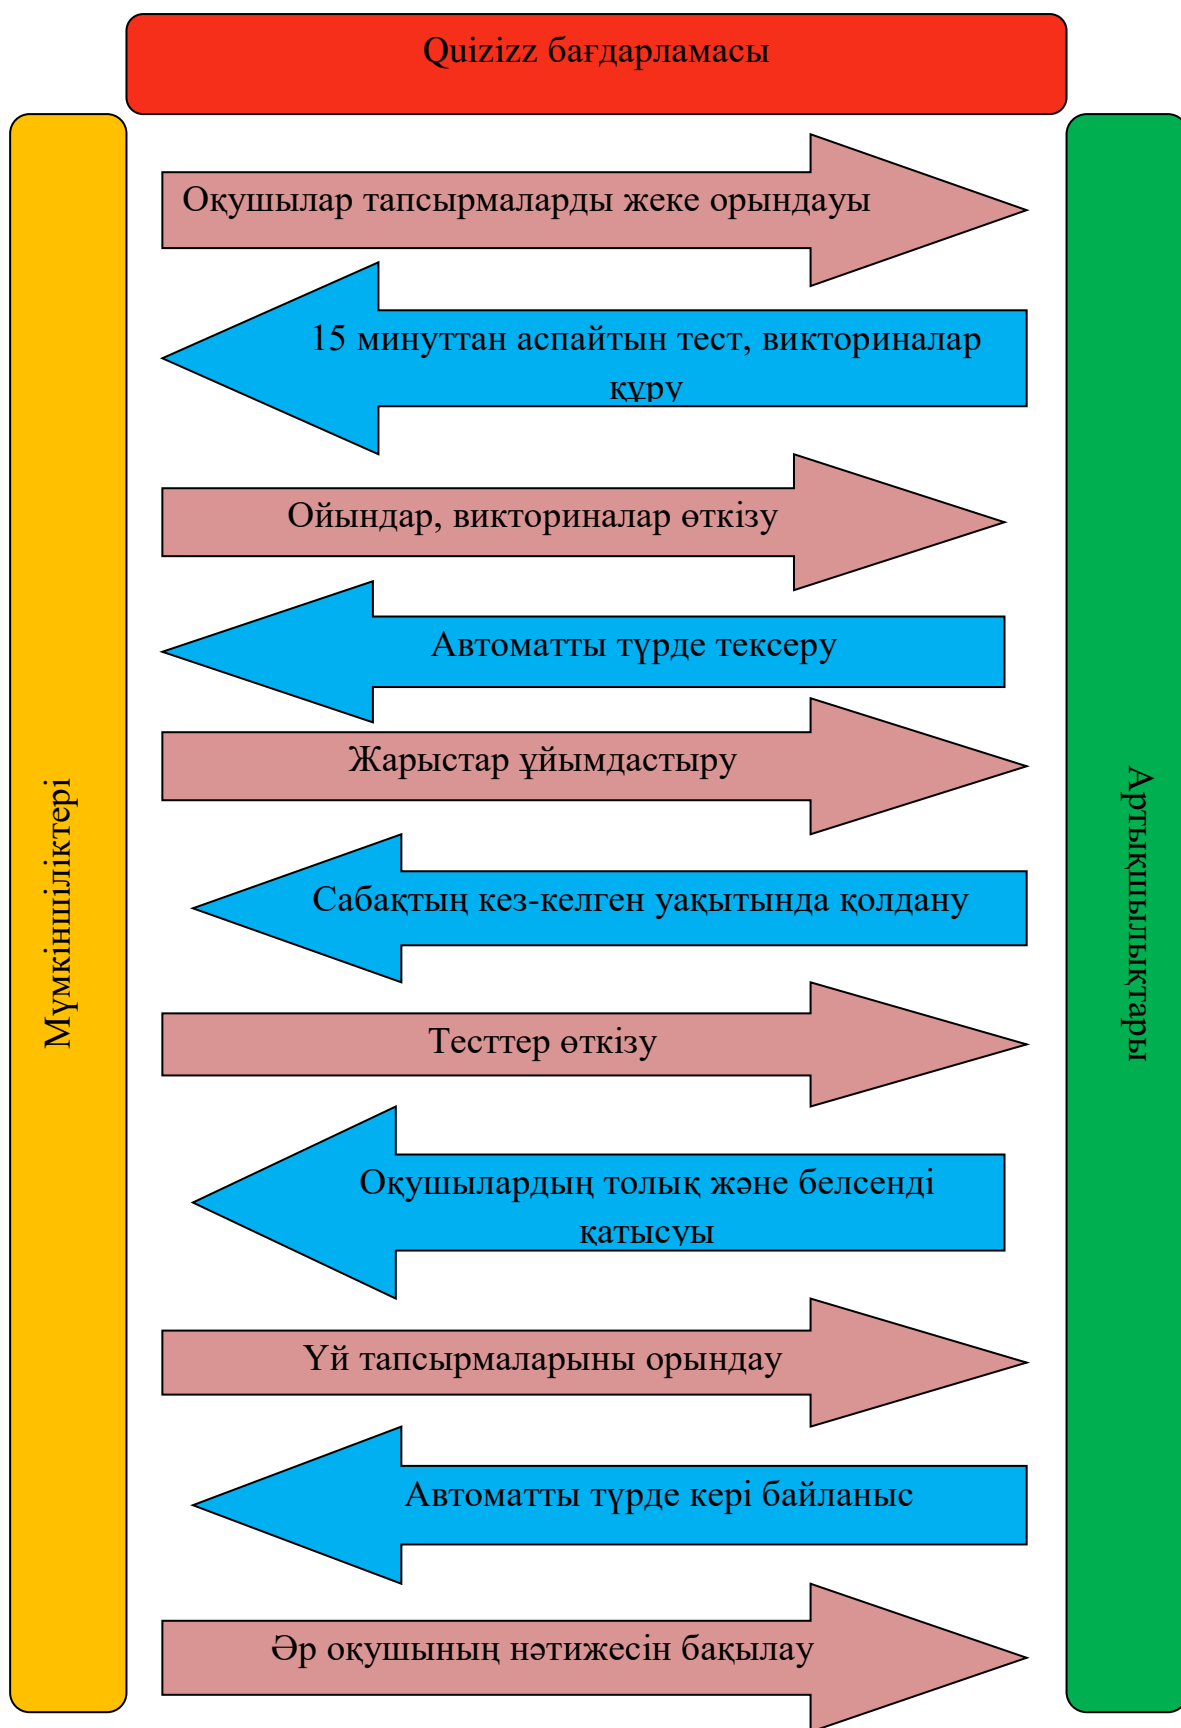 Quizizz бағдарламасы
Оқушылар тапсырмаларды жеке орындауы
15 минуттан аспайтын тест, викториналар
құру
Ойындар, викториналар өткізу
Автоматты түрде тексеру
Жарыстар ұйымдастыру
Мүмкіншіліктері
Артықшылықтары
Сабақтың кез-келген уақытында қолдану
Тесттер өткізу
Оқушылардың толық және белсенді
қатысуы
Үй тапсырмаларыны орындау
Автоматты түрде кері байланыс
Әр оқушының нәтижесін бақылау